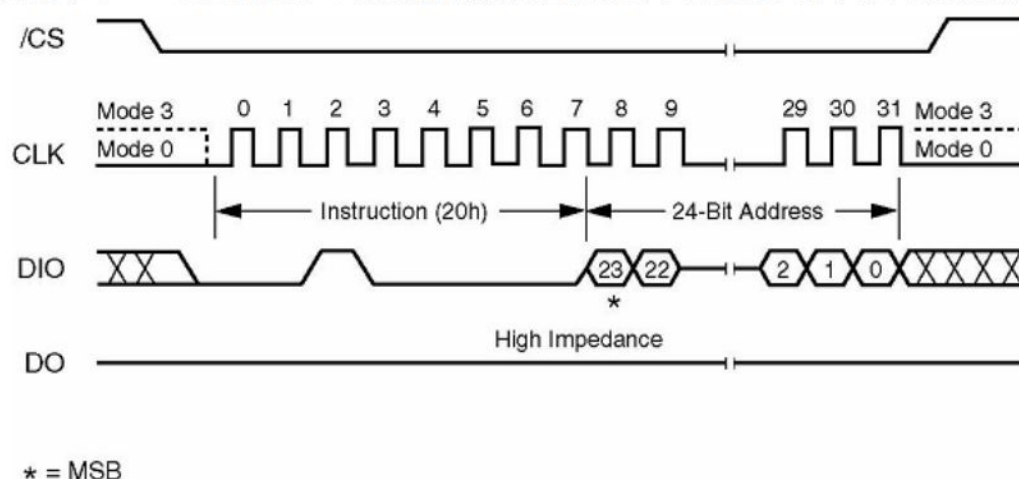 /CS
Mode 3 0 1 2 3 4 5 6 7 8 9 29 30 31 Mode 3
CLK Mode 0 Mode 0
Instruction (20h) 24-Bit Address
DIO 23 22 2 1 0
*
High Impedance
DO
* = MSB